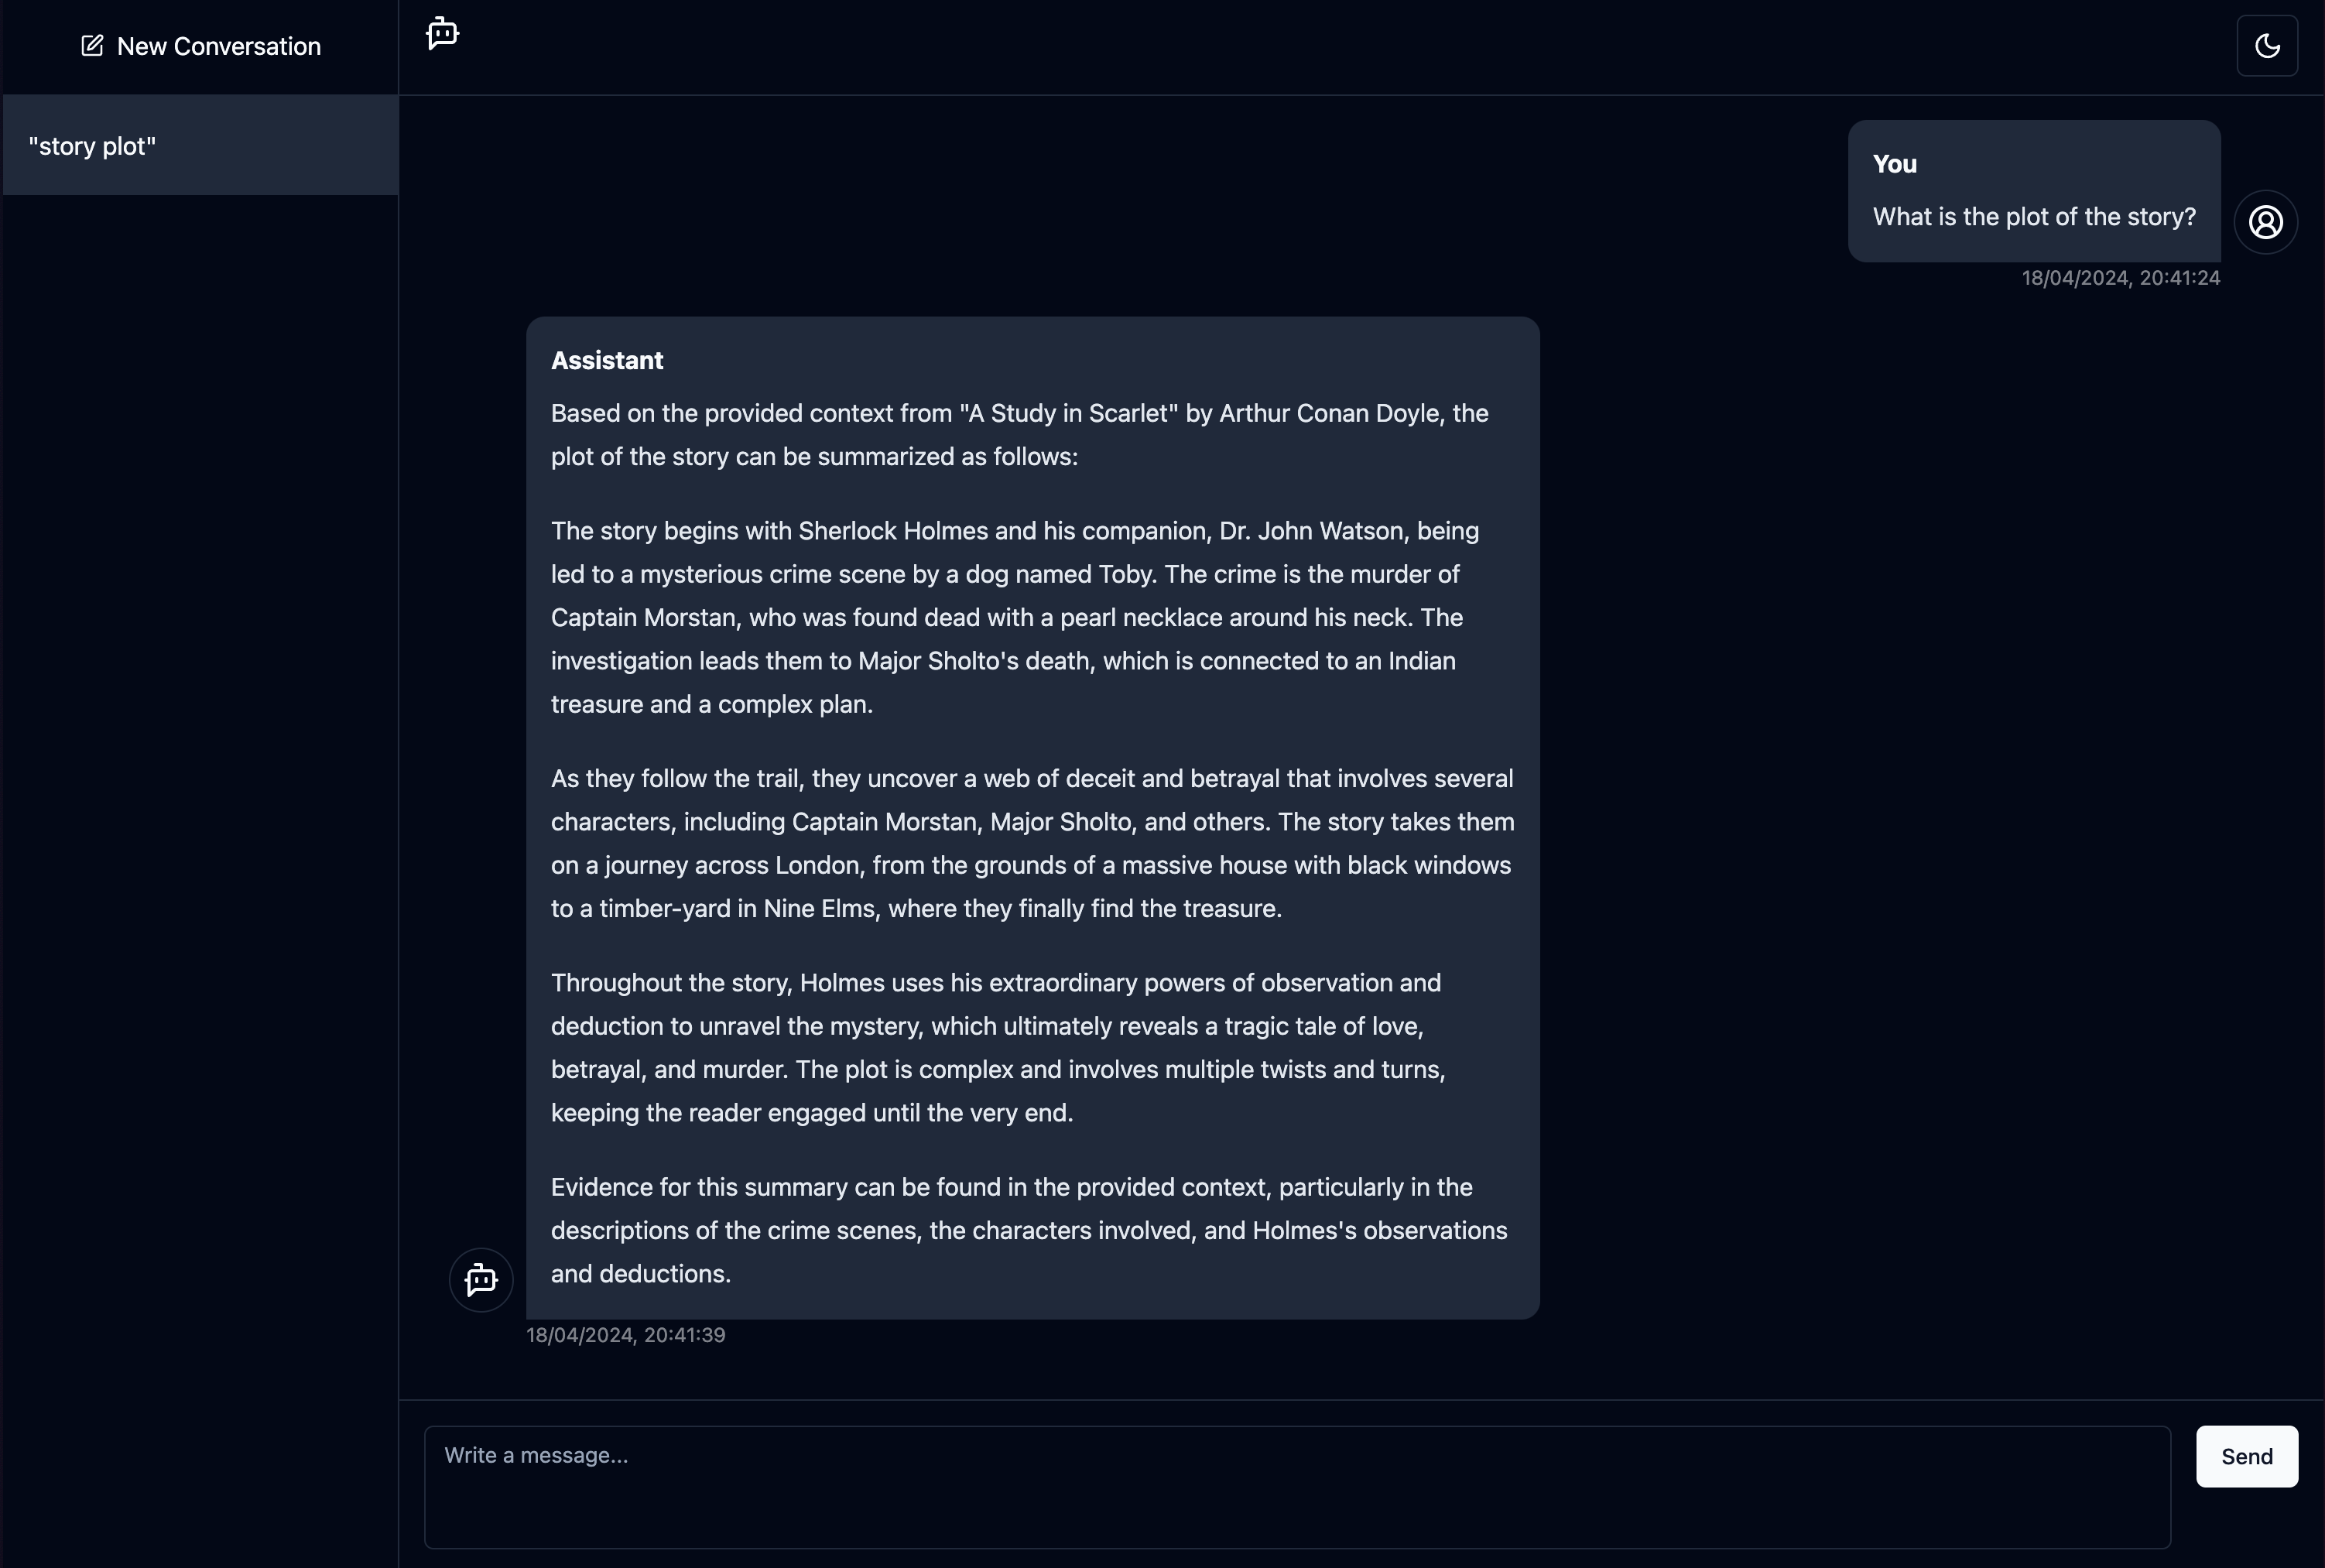 New Conversation
"story plot"
You
What is the plot of the story?
18/04/2024, 20:41:24
Assistant
Based on the provided context from "A Study in Scarlet" by Arthur Conan Doyle, the
plot of the story can be summarized as follows:
The story begins with Sherlock Holmes and his companion, Dr. John Watson, being
led to a mysterious crime scene by a dog named Toby. The crime is the murder of
Captain Morstan, who was found dead with a pearl necklace around his neck. The
investigation leads them to Major Sholto's death, which is connected to an Indian
treasure and a complex plan.
As they follow the trail, they uncover a web of deceit and betrayal that involves several
characters, including Captain Morstan, Major Sholto, and others. The story takes them
on a journey across London, from the grounds of a massive house with black windows
to a timber-yard in Nine Elms, where they finally find the treasure.
Throughout the story, Holmes uses his extraordinary powers of observation and
deduction to unravel the mystery, which ultimately reveals a tragic tale of love,
betrayal, and murder. The plot is complex and involves multiple twists and turns,
keeping the reader engaged until the very end.
Evidence for this summary can be found in the provided context, particularly in the
descriptions of the crime scenes, the characters involved, and Holmes's observations
and deductions.
18/04/2024, 20:41:39
Write a message...
Send